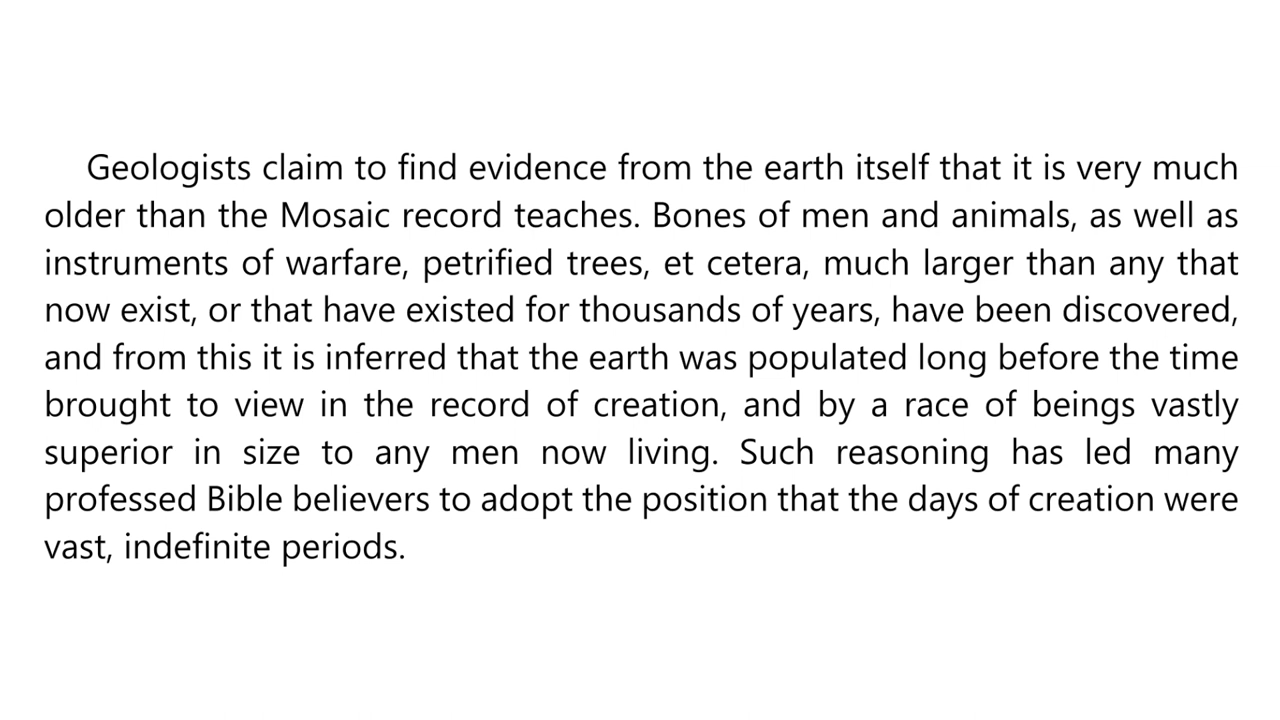 Geologists claim to find evidence from the earth itself that it is very much
older than the Mosaic record teaches. Bones of men and animals, as well as
instruments of warfare, petrified trees, et cetera, much larger than any that
now exist, or that have existed for thousands of years, have been discovered,
and from this it is inferred that the earth was populated long before the time
brought to view in the record of creation, and by a race of beings vastly
superior in size to any men now living. Such reasoning has led many
professed Bible believers to adopt the position that the days of creation were
vast, indefinite periods.